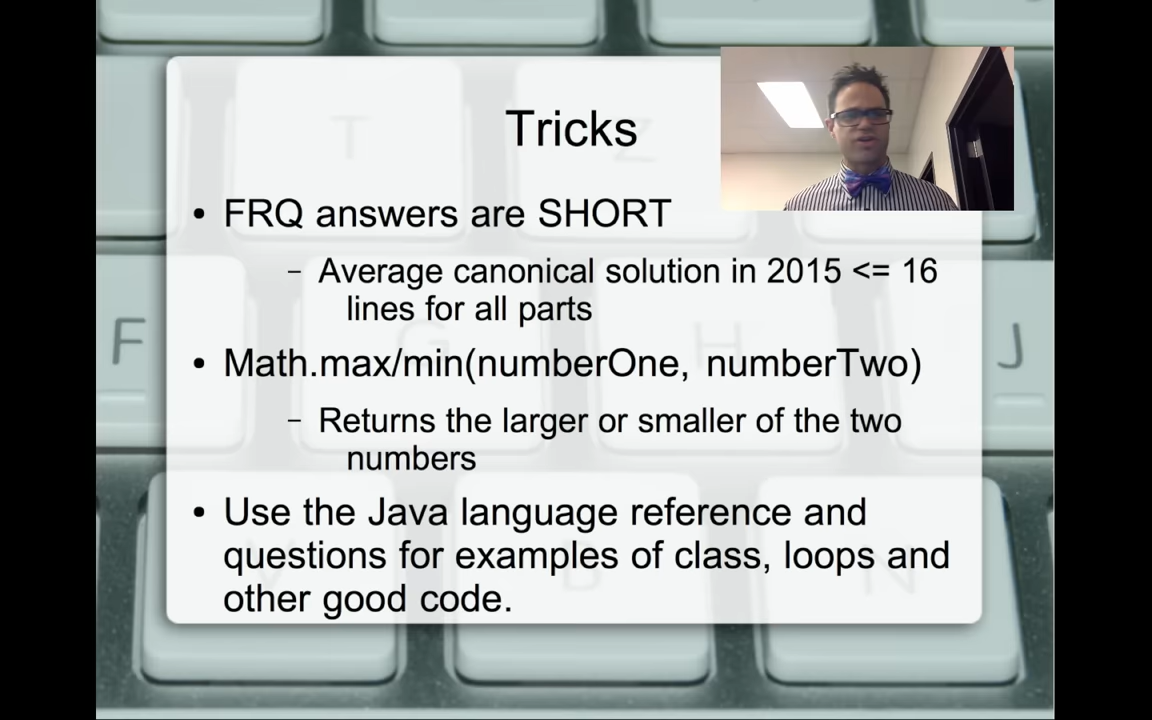 Tricks
• FRQ answers are SHORT
– Average canonical solution in 2015 <= 16
lines for all parts
• Math.max/min(numberOne, numberTwo)
– Returns the larger or smaller of the two
numbers
• Use the Java language reference and
questions for examples of class, loops and
other good code.
T
Z
F
G
H
J
V
B
N